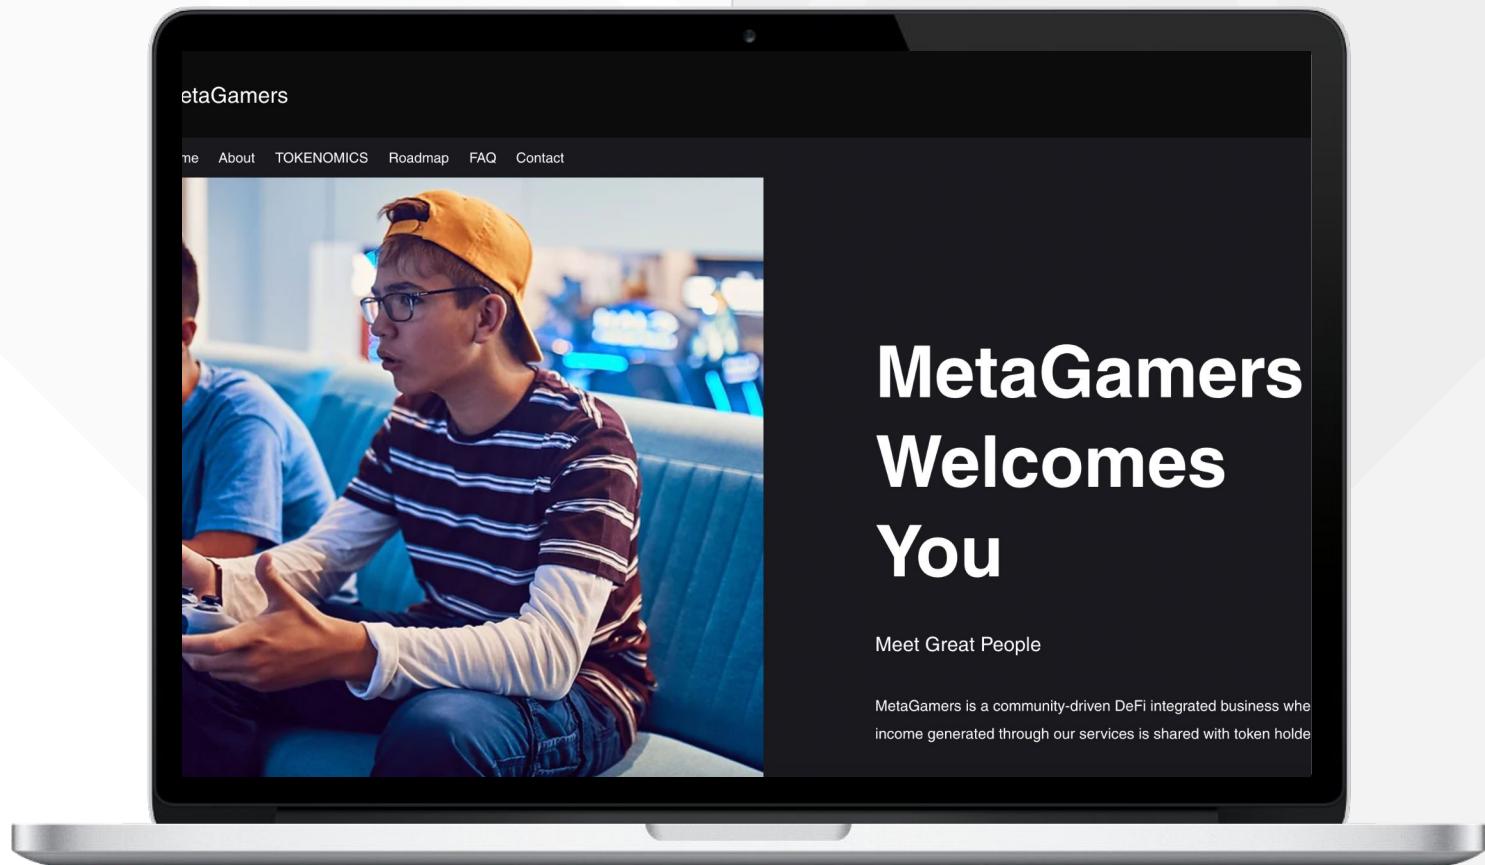 etaGamers
me About TOKENOMICS Roadmap FAQ Contact
MetaGamers
Welcomes
You
Meet Great People
MetaGamers is a community-driven DeFi integrated business whe
income generated through our services is shared with token holde